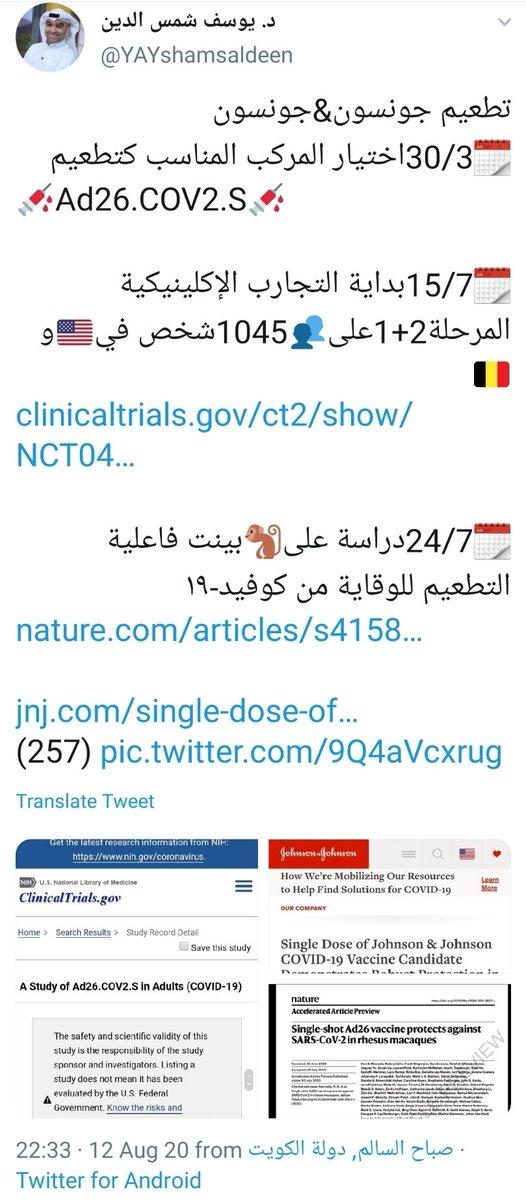 د. يوسف شمس الدين
@YAYshamsaldeen
تطعيم جونسون&جونسون
📅30/3اختيار المركب المناسب كتطعيم
💉Ad26.COV2.S💉
📅15/7بداية التجارب الإكلينيكية
المرحلة2+1على👥1045شخص في🇺🇸و
🇧🇪
clinicaltrials.gov/ct2/show/
NCT04…
📅24/7دراسة على🐒بينت فاعلية
التطعيم للوقاية من كوفيد-١٩
nature.com/articles/s4158…
jnj.com/single-dose-of…
(257) pic.twitter.com/9Q4aVcxrug
Translate Tweet
Get the latest research information from NIH:
https://www.nih.gov/coronavirus.
NIH U.S. National Library of Medicine
ClinicalTrials.gov
Home > Search Results > Study Record Detail
Save this study
A Study of Ad26.COV2.S in Adults (COVID-19)
The safety and scientific validity of this
study is the responsibility of the study
sponsor and investigators. Listing a
study does not mean it has been
evaluated by the U.S. Federal
Government. Know the risks and
Johnson & Johnson
How We're Mobilizing Our Resources
to Help Find Solutions for COVID-19
Learn
More
OUR COMPANY
Single Dose of Johnson & Johnson
COVID-19 Vaccine Candidate
Demonstrates Robust Protection in
nature
Accelerated Article Preview
Single-shot Ad26 vaccine protects against
SARS-CoV-2 in rhesus macaques
22:33 · 12 Aug 20 from صباح السالم, دولة الكويت ·
Twitter for Android